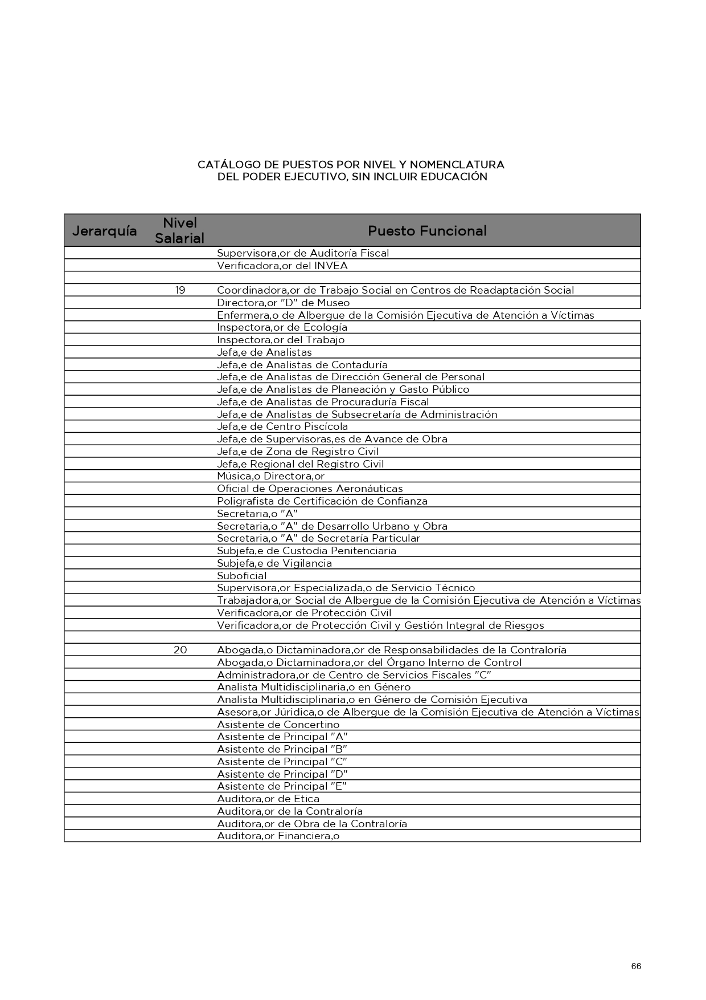 CATÁLOGO DE PUESTOS POR NIVEL Y NOMENCLATURA
DEL PODER EJECUTIVO, SIN INCLUIR EDUCACIÓN
Jerarquía Nivel Salarial Puesto Funcional
Supervisora,or de Auditoría Fiscal
Verificadora,or del INVEA
19 Coordinadora,or de Trabajo Social en Centros de Readaptación Social
Directora,or "D" de Museo
Enfermera,o de Albergue de la Comisión Ejecutiva de Atención a Víctimas
Inspectora,or de Ecología
Inspectora,or del Trabajo
Jefa,e de Analistas
Jefa,e de Analistas de Contaduría
Jefa,e de Analistas de Dirección General de Personal
Jefa,e de Analistas de Planeación y Gasto Público
Jefa,e de Analistas de Procuraduría Fiscal
Jefa,e de Analistas de Subsecretaría de Administración
Jefa,e de Centro Piscícola
Jefa,e de Supervisoras,es de Avance de Obra
Jefa,e de Zona de Registro Civil
Jefa,e Regional del Registro Civil
Música,o Directora,or
Oficial de Operaciones Aeronáuticas
Poligrafista de Certificación de Confianza
Secretaria,o "A"
Secretaria,o "A" de Desarrollo Urbano y Obra
Secretaria,o "A" de Secretaría Particular
Subjefa,e de Custodia Penitenciaria
Subjefa,e de Vigilancia
Suboficial
Supervisora,or Especializada,o de Servicio Técnico
Trabajadora,or Social de Albergue de la Comisión Ejecutiva de Atención a Víctimas
Verificadora,or de Protección Civil
Verificadora,or de Protección Civil y Gestión Integral de Riesgos
20 Abogada,o Dictaminadora,or de Responsabilidades de la Contraloría
Abogada,o Dictaminadora,or del Órgano Interno de Control
Administradora,or de Centro de Servicios Fiscales "C"
Analista Multidisciplinaria,o en Género
Analista Multidisciplinaria,o en Género de Comisión Ejecutiva
Asesora,or Júridica,o de Albergue de la Comisión Ejecutiva de Atención a Víctimas
Asistente de Concertino
Asistente de Principal "A"
Asistente de Principal "B"
Asistente de Principal "C"
Asistente de Principal "D"
Asistente de Principal "E"
Auditora,or de Etica
Auditora,or de la Contraloría
Auditora,or de Obra de la Contraloría
Auditora,or Financiera,o
66